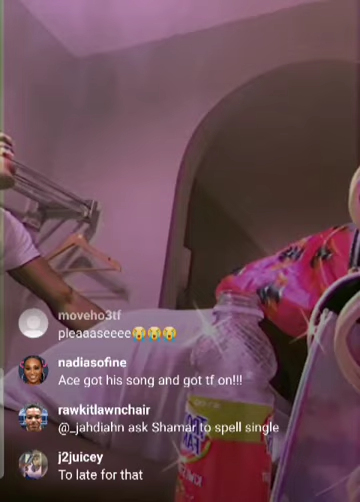 moveho3tf
pleaaaseeee😭😭😭
nadiasofine
Ace got his song and got tf on!!!
rawkitlawnchair
@_jahdiahn ask Shamar to spell single
j2juicey
To late for that